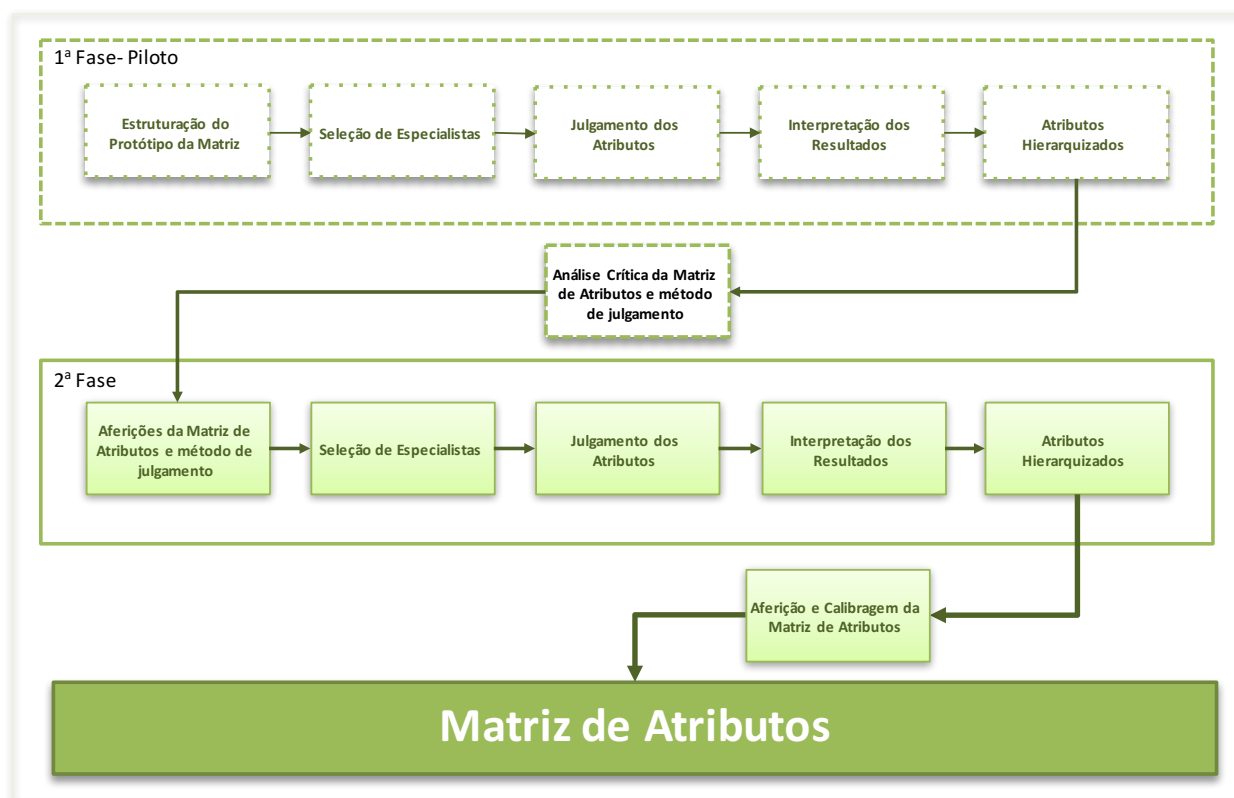 1ª Fase- Piloto
Estruturação do
Protótipo da Matriz
Seleção de Especialistas
Julgamento dos
Atributos
Interpretação dos
Resultados
Atributos
Hierarquizados
Análise Crítica da Matriz
de Atributos e método
de julgamento
2ª Fase
Aferições da Matriz de
Atributos e método de
julgamento
Seleção de Especialistas
Julgamento dos
Atributos
Interpretação dos
Resultados
Atributos
Hierarquizados
Aferição e Calibragem da
Matriz de Atributos
Matriz de Atributos